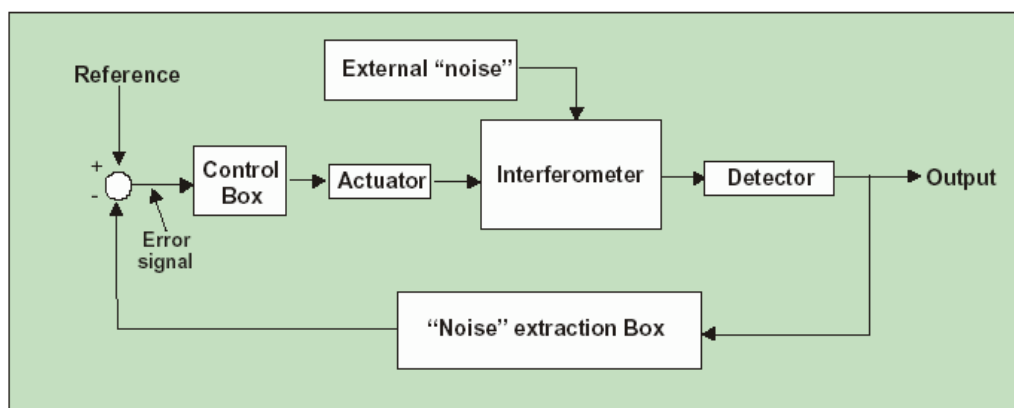 External “noise”
Reference
+
-
Control
Box
Actuator
Interferometer
Detector
Output
Error
signal
“Noise” extraction Box